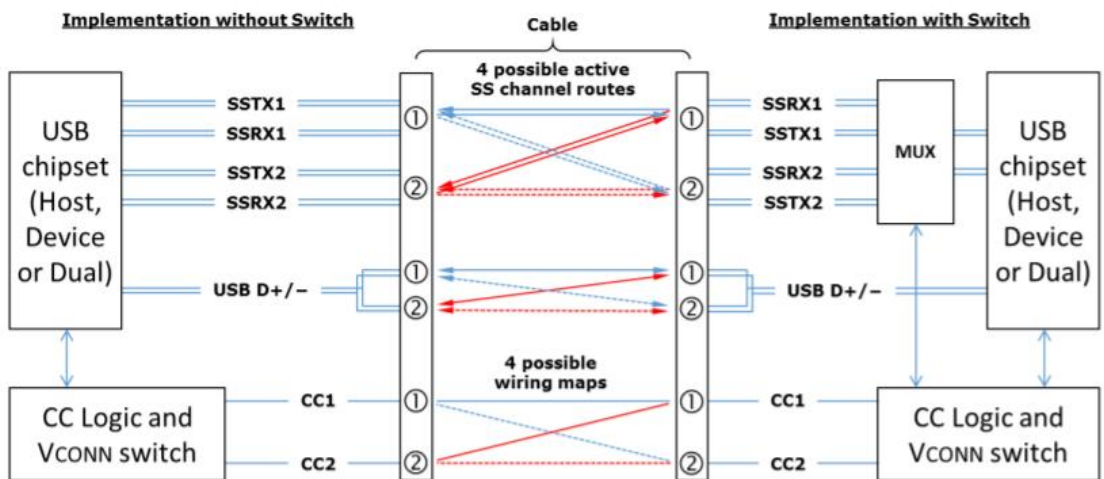 Implementation without Switch
Implementation with Switch
Cable
4 possible active
SS channel routes
USB
chipset
(Host,
Device
or Dual)
SSTX1
SSRX1
SSTX2
SSRX2
USB D+/−
①
②
①
②
①
②
①
②
SSRX1
SSTX1
SSRX2
SSTX2
USB D+/−
MUX
USB
chipset
(Host,
Device
or Dual)
4 possible
wiring maps
CC Logic and
VCONN switch
CC1
CC2
①
②
①
②
CC1
CC2
CC Logic and
VCONN switch